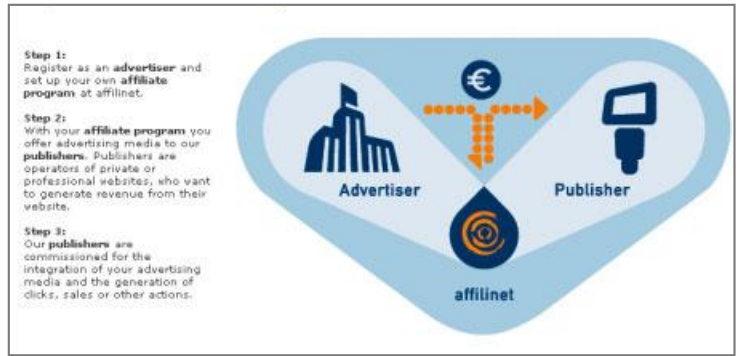 Step 1:
Register as an advertiser and
set up your own affiliate
program at affilinet.
Step 2:
With your affiliate program you
offer advertising media to our
publishers. Publishers are
operators of private or
professional websites, who want
to generate revenue from their
website.
Step 3:
Our publishers are
commissioned for the
integration of your advertising
media and the generation of
clicks, sales or other actions.
€
Advertiser
Publisher
affilinet